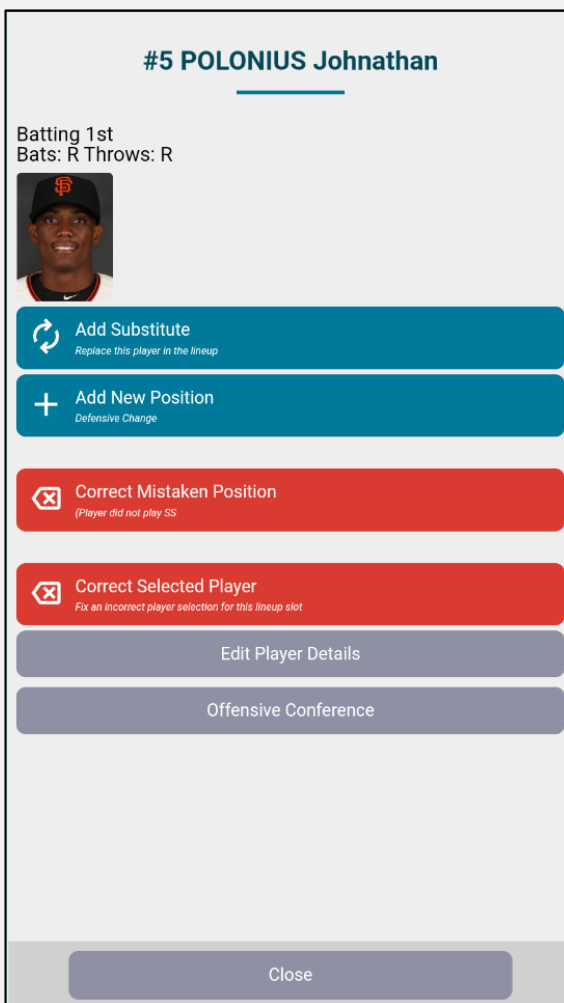 #5 POLONIUS Johnathan
Batting 1st
Bats: R Throws: R
SF
Add Substitute
Replace this player in the lineup
Add New Position
Defensive Change
Correct Mistaken Position
(Player did not play SS
Correct Selected Player
Fix an incorrect player selection for this lineup slot
Edit Player Details
Offensive Conference
Close